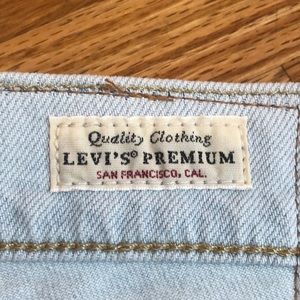 Quality Clothing
LEVI'S® PREMIUM
SAN FRANCISCO, CAL.